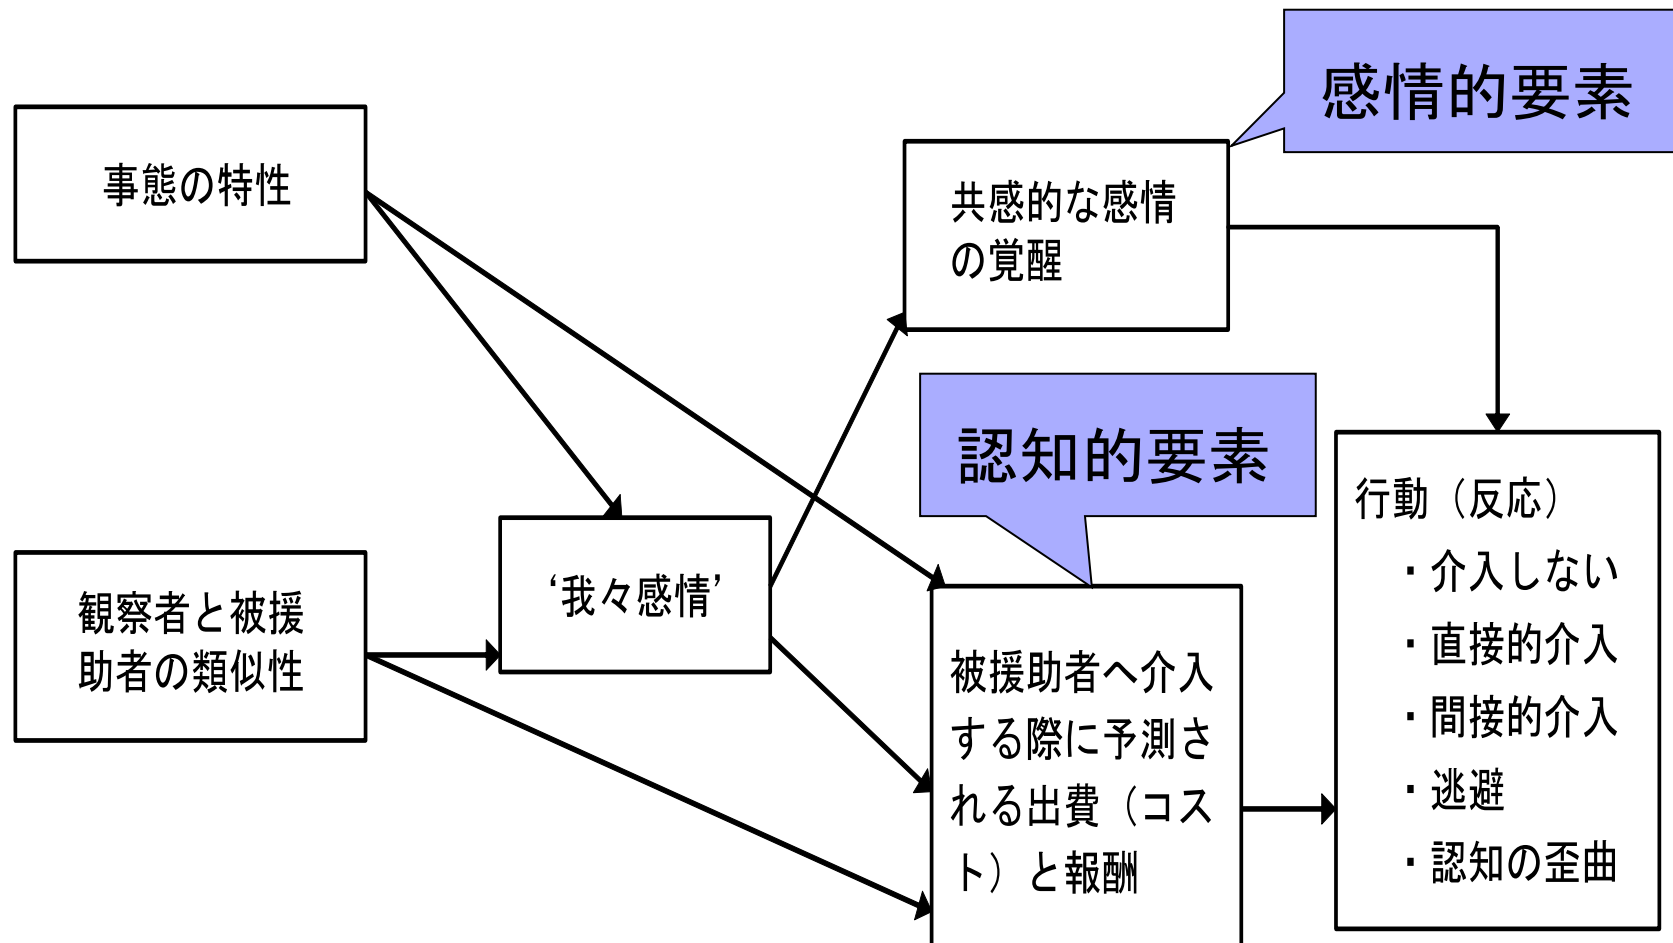 感情的要素
事態の特性
共感的な感情
の覚醒
認知的要素
観察者と被援
助者の類似性
‘我々感情’
被援助者へ介入
する際に予測さ
れる出費（コス
ト）と報酬
行動（反応）
・介入しない
・直接的介入
・間接的介入
・逃避
・認知の歪曲